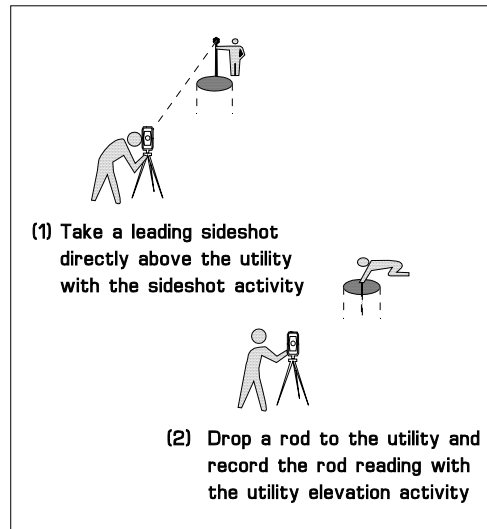 (1) Take a leading sideshot
directly above the utility
with the sideshot activity
(2) Drop a rod to the utility and
record the rod reading with
the utility elevation activity